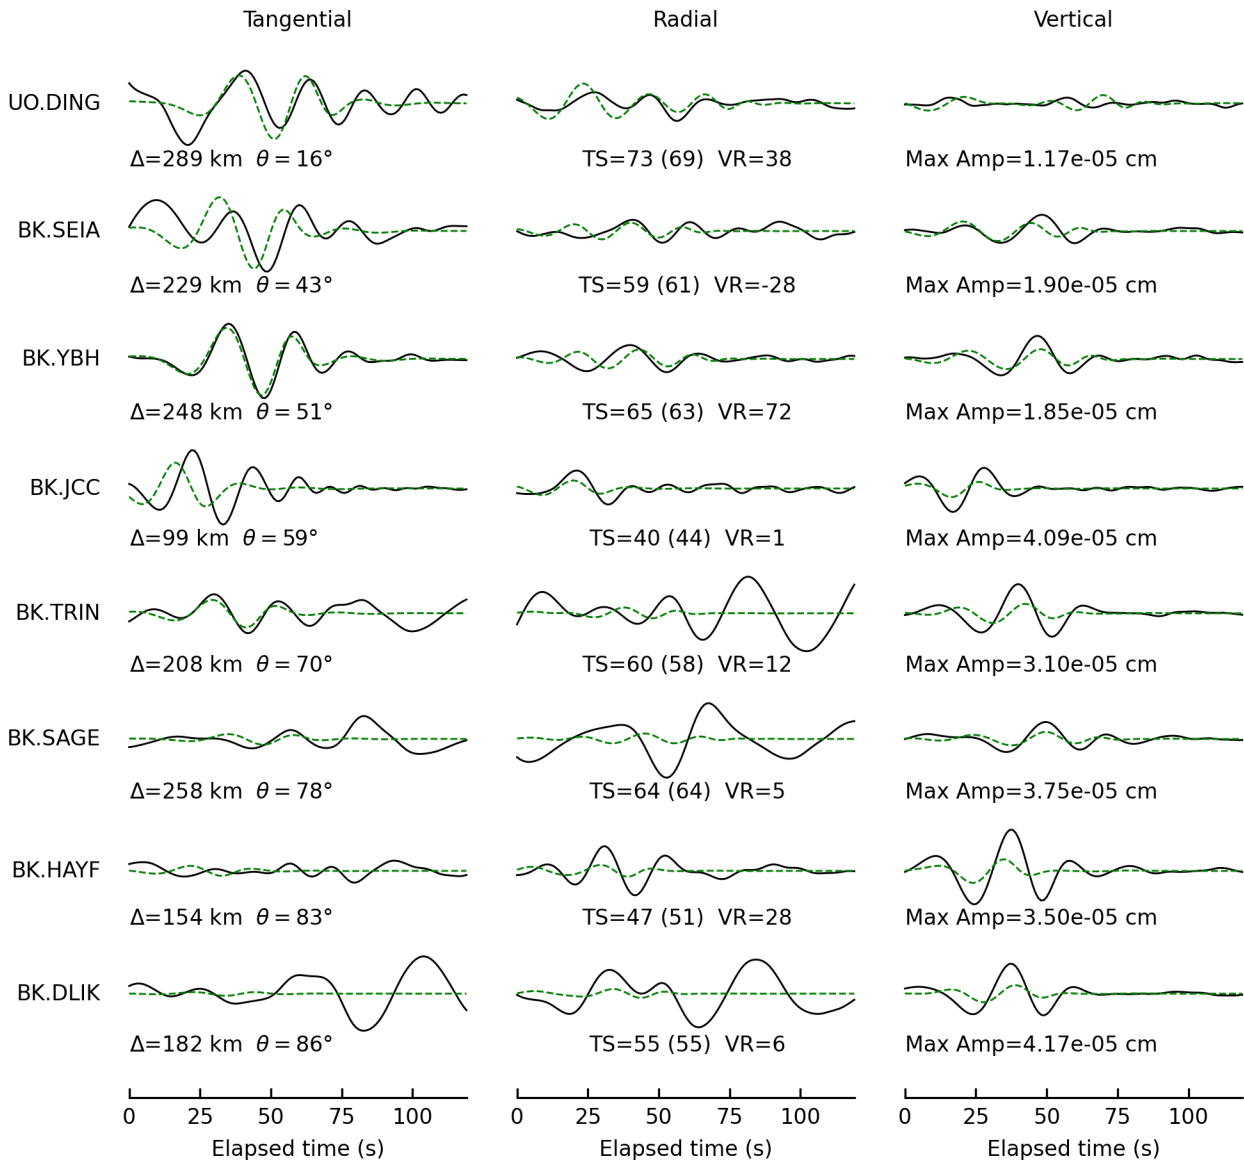 Tangential Radial Vertical
UO.DING
Δ=289 km θ = 16° TS=73 (69) VR=38 Max Amp=1.17e-05 cm
BK.SEIA
Δ=229 km θ = 43° TS=59 (61) VR=-28 Max Amp=1.90e-05 cm
BK.YBH
Δ=248 km θ = 51° TS=65 (63) VR=72 Max Amp=1.85e-05 cm
BK.JCC
Δ=99 km θ = 59° TS=40 (44) VR=1 Max Amp=4.09e-05 cm
BK.TRIN
Δ=208 km θ = 70° TS=60 (58) VR=12 Max Amp=3.10e-05 cm
BK.SAGE
Δ=258 km θ = 78° TS=64 (64) VR=5 Max Amp=3.75e-05 cm
BK.HAYF
Δ=154 km θ = 83° TS=47 (51) VR=28 Max Amp=3.50e-05 cm
BK.DLIK
Δ=182 km θ = 86° TS=55 (55) VR=6 Max Amp=4.17e-05 cm
0 25 50 75 100 0 25 50 75 100 0 25 50 75 100
Elapsed time (s) Elapsed time (s) Elapsed time (s)